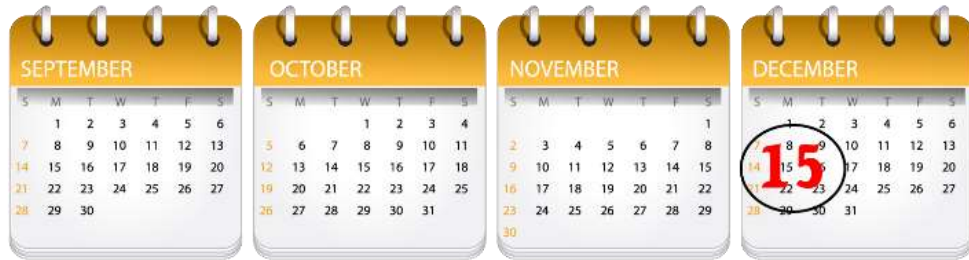 SEPTEMBER OCTOBER NOVEMBER DECEMBER
S M T W T F S S M T W T F S S M T W T F S S M T W T F S
1 2 3 4 5 6 1 2 3 4 1 1 2 3 4 5 6
7 8 9 10 11 12 13 5 6 7 8 9 10 11 2 3 4 5 6 7 8 7 8 9 10 11 12 13
14 15 16 17 18 19 20 12 13 14 15 16 17 18 9 10 11 12 13 14 15 14 15 16 17 18 19 20
15
21 22 23 24 25 26 27 19 20 21 22 23 24 25 16 17 18 19 20 21 22 21 22 23 24 25 26 27
28 29 30 26 27 28 29 30 31 23 24 25 26 27 28 29 28 29 30 31
30